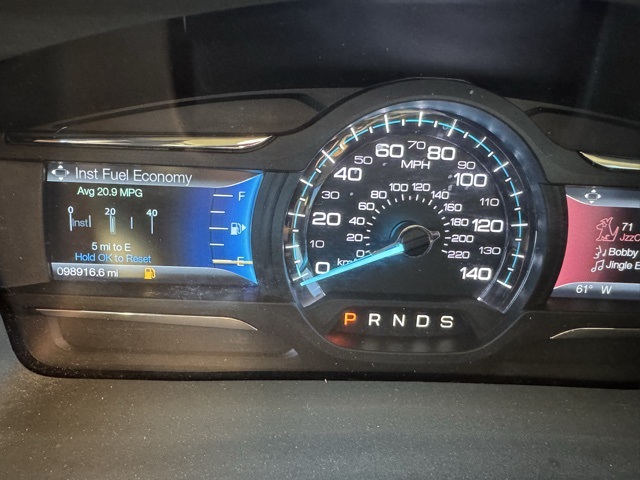 Inst Fuel Economy
Avg 20.9 MPG
0 20 40
inst
5 mi to E
Hold OK to Reset
098916.6 mi
F
E
0 10 20 30 40 50 60 70 80 90 100 110 120 130 140
MPH
0 20 40 60 80 100 120 140 160 180 200 220
km/h
P R N D S
71
Bobby
Jingle
61° W